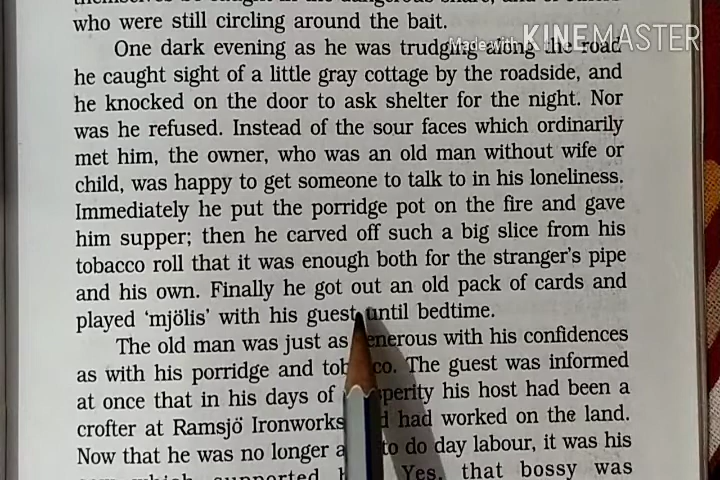 who were still circling around the bait.
Made with KINEMASTER
One dark evening as he was trudging along the road
he caught sight of a little gray cottage by the roadside, and
he knocked on the door to ask shelter for the night. Nor
was he refused. Instead of the sour faces which ordinarily
met him, the owner, who was an old man without wife or
child, was happy to get someone to talk to in his loneliness.
Immediately he put the porridge pot on the fire and gave
him supper; then he carved off such a big slice from his
tobacco roll that it was enough both for the stranger's pipe
and his own. Finally he got out an old pack of cards and
played 'mjölis' with his guest until bedtime.
The old man was just as generous with his confidences
as with his porridge and The guest was informed
at once that in his days of his host had been a
crofter at Ramsjö Ironworks had worked on the land.
Now that he was no longer to do day labour, it was his
Yes, that bossy was